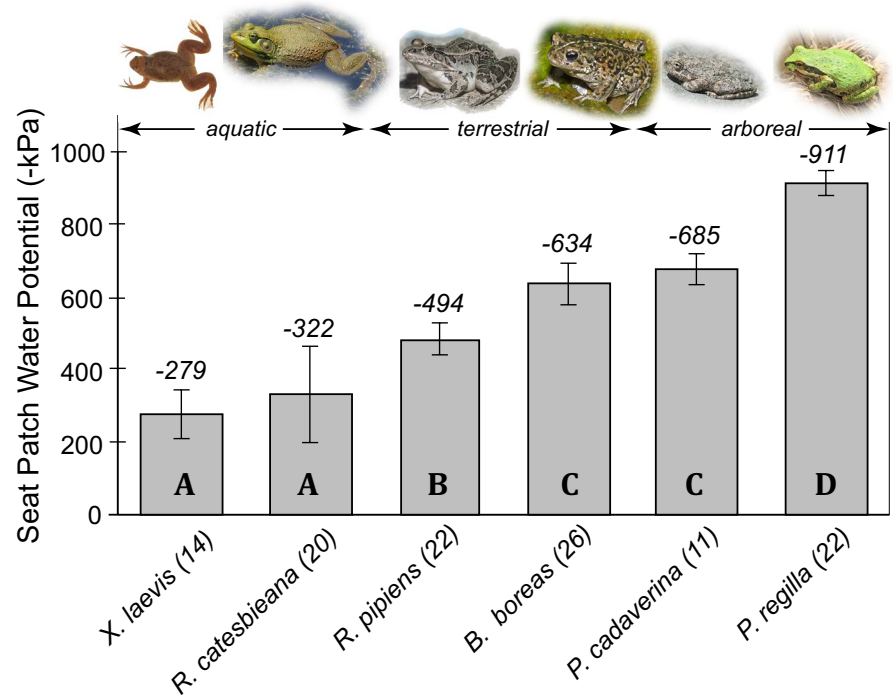 aquatic
terrestrial
arboreal
Seat Patch Water Potential (-kPa)
1000
800
600
400
200
0
-279
-322
-494
-634
-685
-911
A
A
B
C
C
D
X. laevis (14)
R. catesbieana (20)
R. pipiens (22)
B. boreas (26)
P. cadaverina (11)
P. regilla (22)